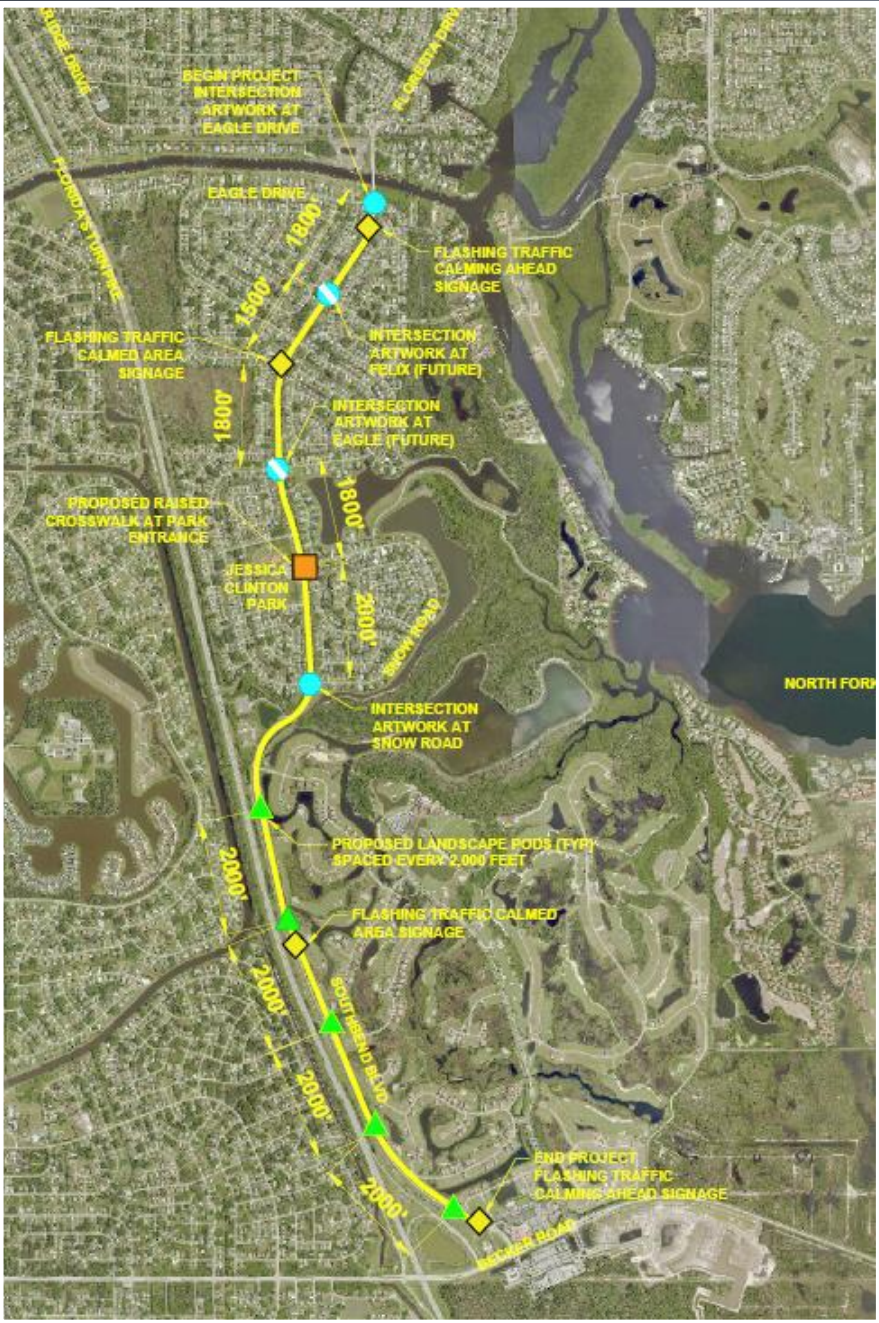 RIDGE DRIVE
FLORESTA DRIVE
BEGIN PROJECT
INTERSECTION
ARTWORK AT
EAGLE DRIVE
FLORIDA'S TURNPIKE
EAGLE DRIVE
1800'
FLASHING TRAFFIC
CALMING AHEAD
SIGNAGE
1500'
FLASHING TRAFFIC
CALMED AREA
SIGNAGE
INTERSECTION
ARTWORK AT
FELIX (FUTURE)
1800'
INTERSECTION
ARTWORK AT
EAGLE (FUTURE)
1800'
PROPOSED RAISED
CROSSWALK AT PARK
ENTRANCE
JESSICA
CLINTON
PARK
2000'
SNOW ROAD
NORTH FORK
INTERSECTION
ARTWORK AT
SNOW ROAD
PROPOSED LANDSCAPE PODS (TYP)
SPACED EVERY 2,000 FEET
2000'
FLASHING TRAFFIC CALMED
AREA SIGNAGE
2000'
SOUTHBEND BLVD
2000'
2000'
END PROJECT
FLASHING TRAFFIC
CALMING AHEAD SIGNAGE
BECKER ROAD